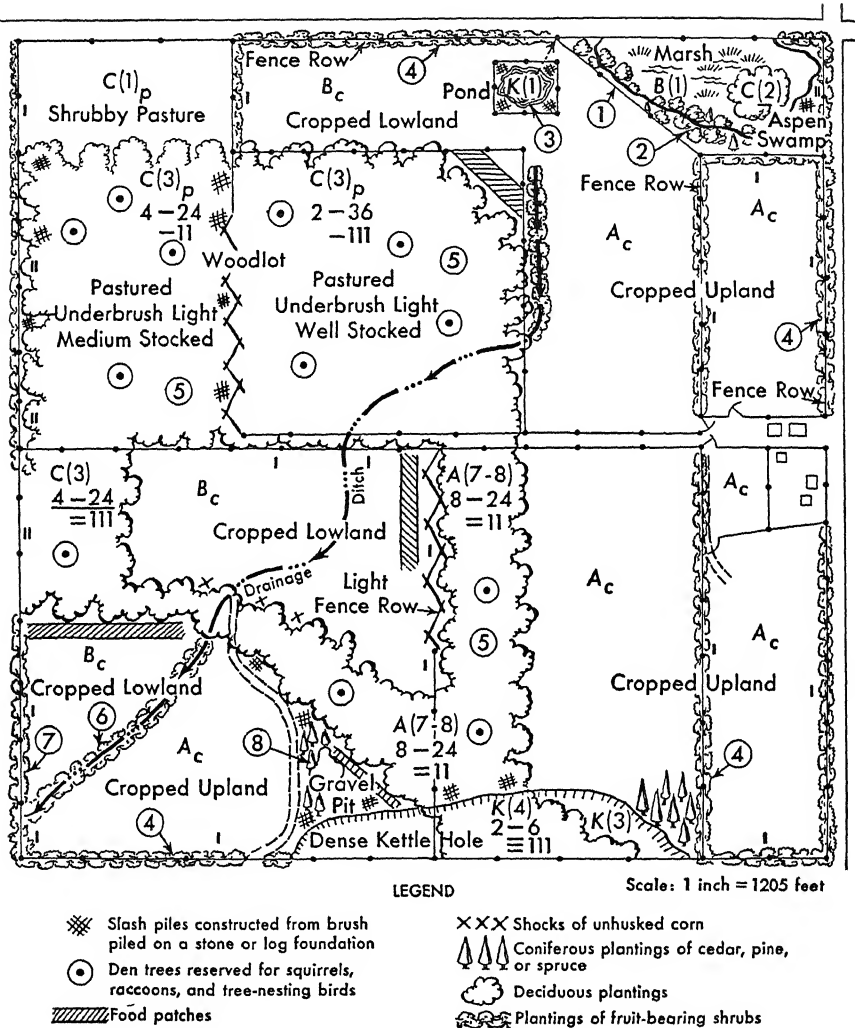 Fence Row
4
Marsh
C(1)p
Shrubby Pasture
Bc
Cropped Lowland
Pond
K(1)
3
1
B(1)
C(2)
Aspen
Swamp
2
C(3)p
4-24
-11
Woodlot
Pastured
Underbrush Light
Medium Stocked
5
C(3)p
2-36
-111
5
Pastured
Underbrush Light
Well Stocked
Fence Row
Ac
Ac
Cropped Upland
4
Fence Row
C(3)
4-24
=111
Bc
Cropped Lowland
Ditch
Drainage
Light
Fence Row
A(7-8)
8-24
=11
5
Ac
Ac
Ac
Cropped Upland
4
Bc
Cropped Lowland
7
6
Ac
Cropped Upland
4
8
Gravel
Pit
A(7-8)
8-24
=11
Dense Kettle Hole
K(4)
2-6
≡111
K(3)
LEGEND
Scale: 1 inch = 1205 feet
Slash piles constructed from brush
piled on a stone or log foundation
Den trees reserved for squirrels,
raccoons, and tree-nesting birds
Food patches
XXX Shocks of unhusked corn
Coniferous plantings of cedar, pine,
or spruce
Deciduous plantings
Plantings of fruit-bearing shrubs